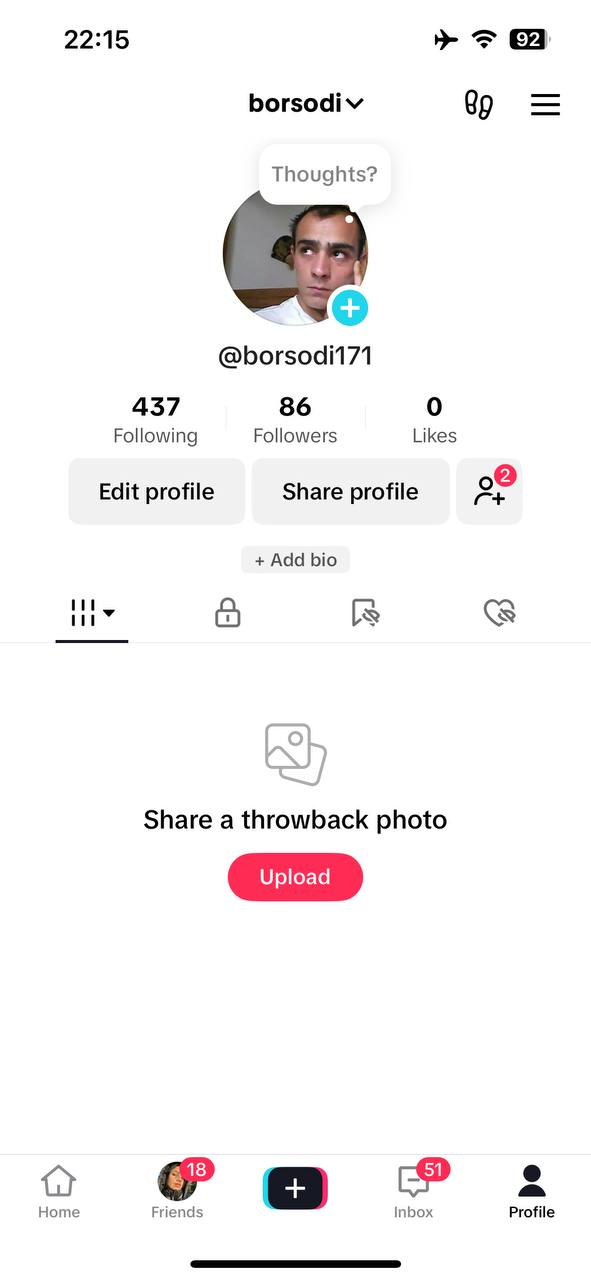 22:15
92
borsodi
Thoughts?
@borsodi171
437 86 0
Following Followers Likes
Edit profile Share profile 2
+ Add bio
Share a throwback photo
Upload
18 51
Home Friends Inbox Profile